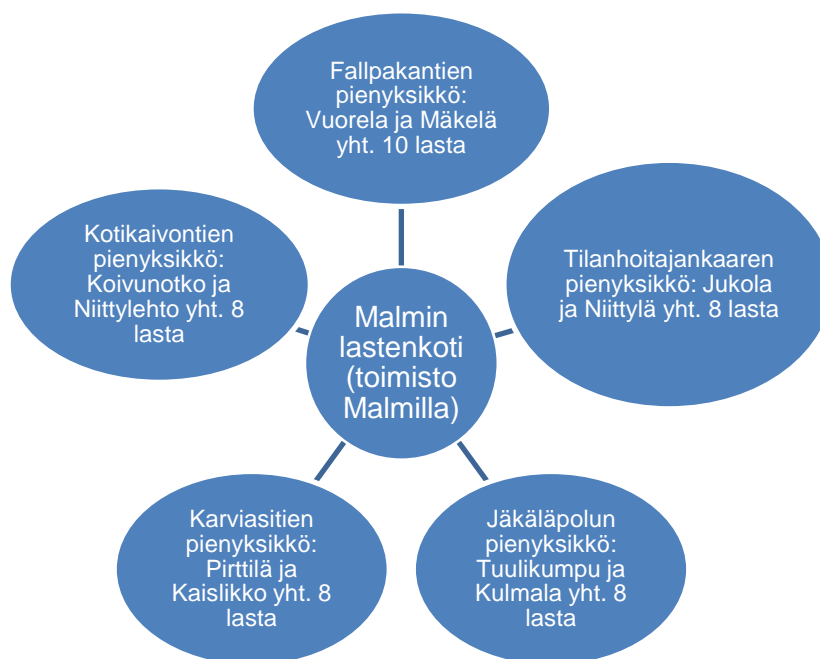 Fallpakantien
pienyksikkö:
Vuorela ja Mäkelä
yht. 10 lasta
Kotikaivontien
pienyksikkö:
Koivunotko ja
Niittylehto yht. 8
lasta
Tilanhoitajankaaren
pienyksikkö: Jukola
ja Niittylä yht. 8 lasta
Malmin
lastenkoti
(toimisto
Malmilla)
Karviasitien
pienyksikkö:
Pirttilä ja
Kaislikko yht. 8
lasta
Jäkäläpolun
pienyksikkö:
Tuulikumpu ja
Kulmala yht. 8
lasta